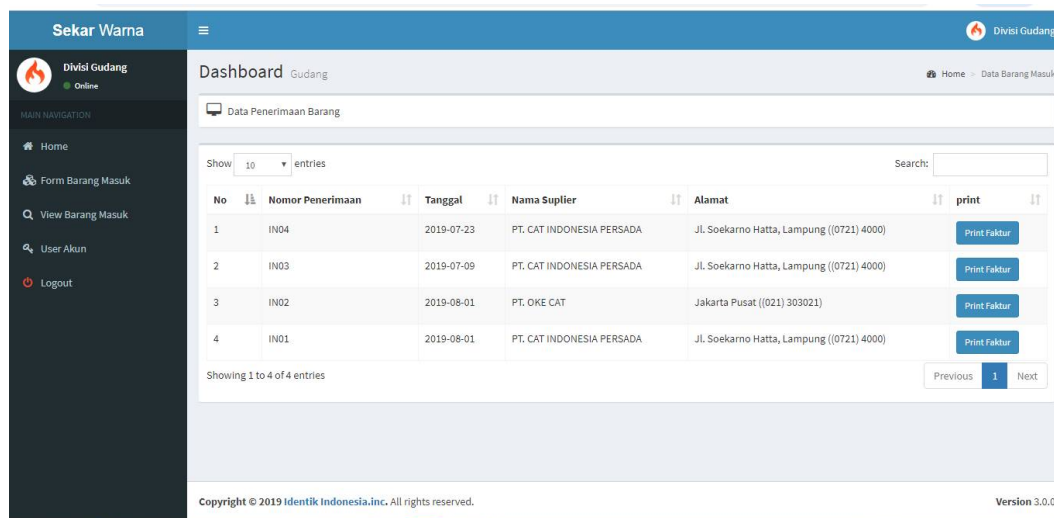 Sekar Warna
Divisi Gudang
Divisi Gudang
Online
MAIN NAVIGATION
Home
Form Barang Masuk
View Barang Masuk
User Akun
Logout
Dashboard Gudang
Home > Data Barang Masuk
Data Penerimaan Barang
Show 10 entries
Search:
No Nomor Penerimaan Tanggal Nama Suplier Alamat print
1 IN04 2019-07-23 PT. CAT INDONESIA PERSADA Jl. Soekarno Hatta, Lampung ((0721) 4000) Print Faktur
2 IN03 2019-07-09 PT. CAT INDONESIA PERSADA Jl. Soekarno Hatta, Lampung ((0721) 4000) Print Faktur
3 IN02 2019-08-01 PT. OKE CAT Jakarta Pusat ((021) 303021) Print Faktur
4 IN01 2019-08-01 PT. CAT INDONESIA PERSADA Jl. Soekarno Hatta, Lampung ((0721) 4000) Print Faktur
Showing 1 to 4 of 4 entries
Previous 1 Next
Copyright © 2019 Identik Indonesia.inc. All rights reserved.
Version 3.0.0